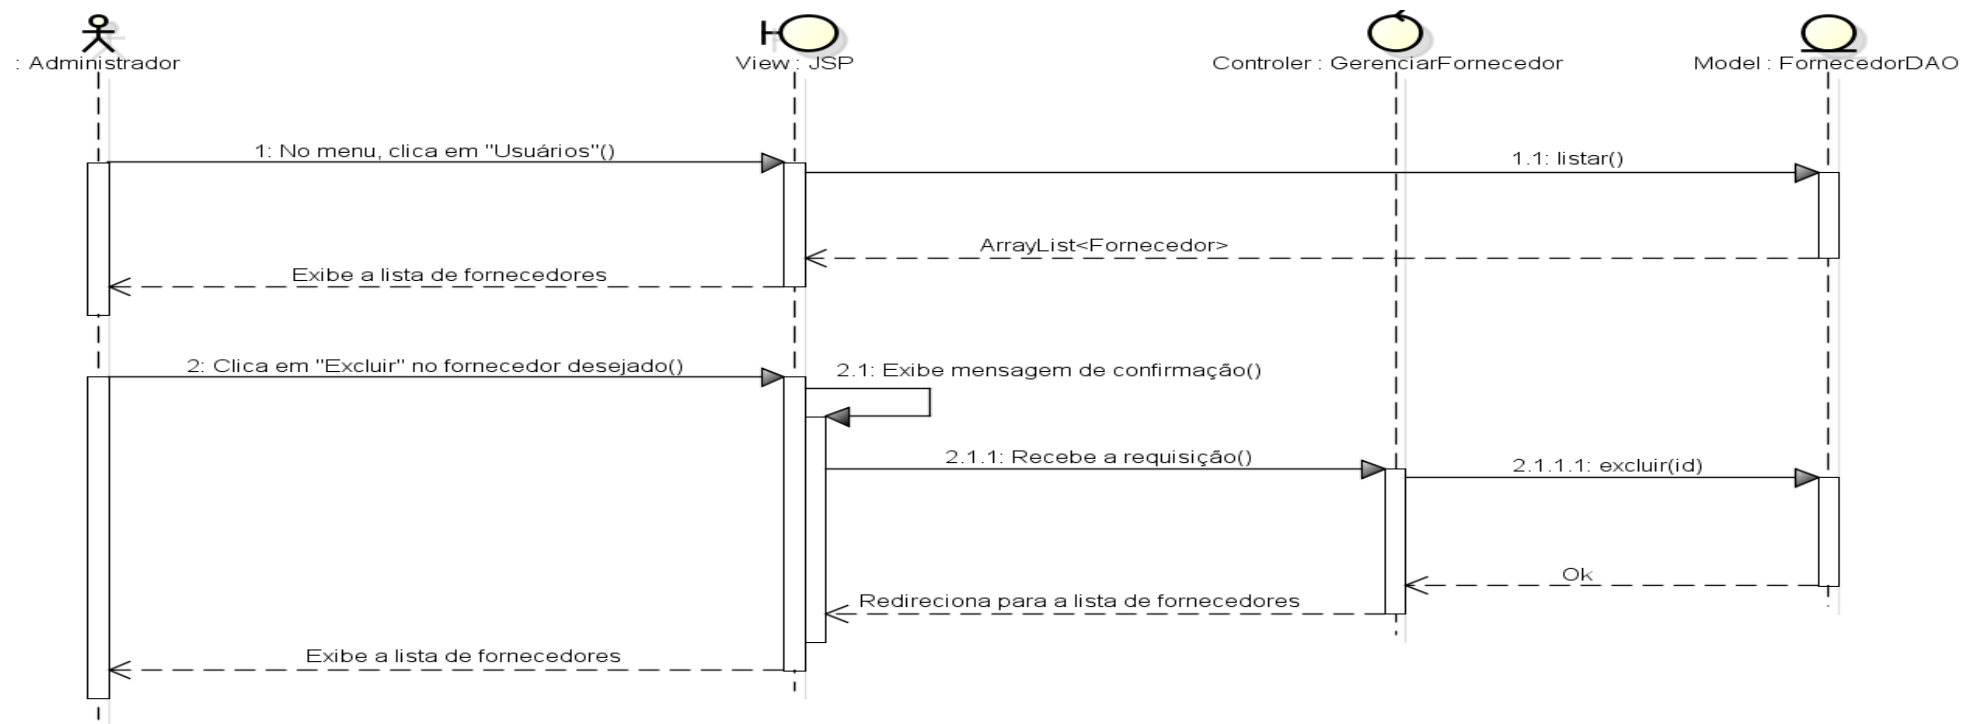 : Administrador
View : JSP
Controler : GerenciarFornecedor
Model : FornecedorDAO
1: No menu, clica em "Usuários"()
1.1: listar()
ArrayList<Fornecedor>
Exibe a lista de fornecedores
2: Clica em "Excluir" no fornecedor desejado()
2.1: Exibe mensagem de confirmação()
2.1.1: Recebe a requisição()
2.1.1.1: excluir(id)
Ok
Redireciona para a lista de fornecedores
Exibe a lista de fornecedores